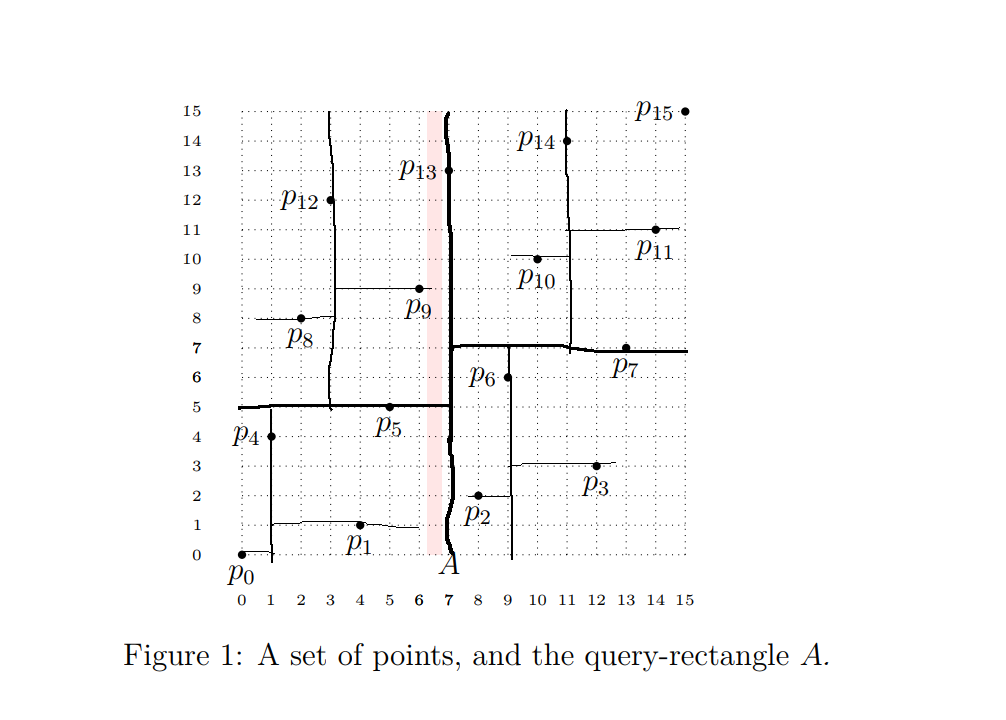 15
p15
14
p14
13
p13
12
p12
11
p11
10
p10
9
p9
8
p8
7
p7
6
p6
5
p5
4
p4
3
p3
2
p2
1
p1
0
A
p0
0 1 2 3 4 5 6 7 8 9 10 11 12 13 14 15
Figure 1: A set of points, and the query-rectangle A.